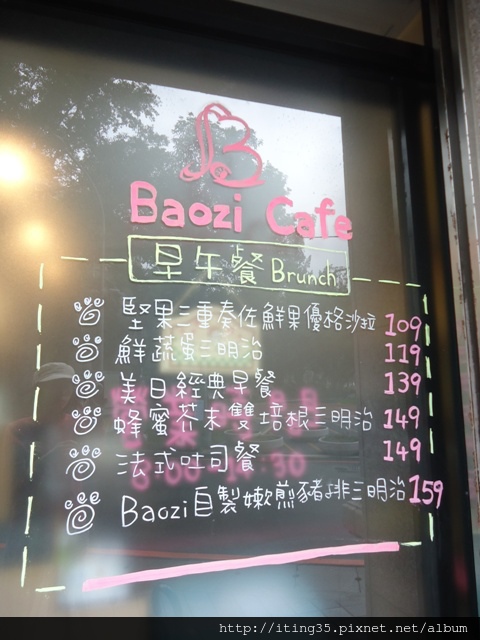 Baozi Cafe
早午餐 Brunch
堅果三重奏佐鮮果優格沙拉 109
鮮蔬蛋三明治 119
美日經典早餐 139
蜂蜜芥末雙培根三明治 149
法式吐司餐 149
Baozi自製嫩煎豬排三明治 159
http://iting35.pixnet.net/album